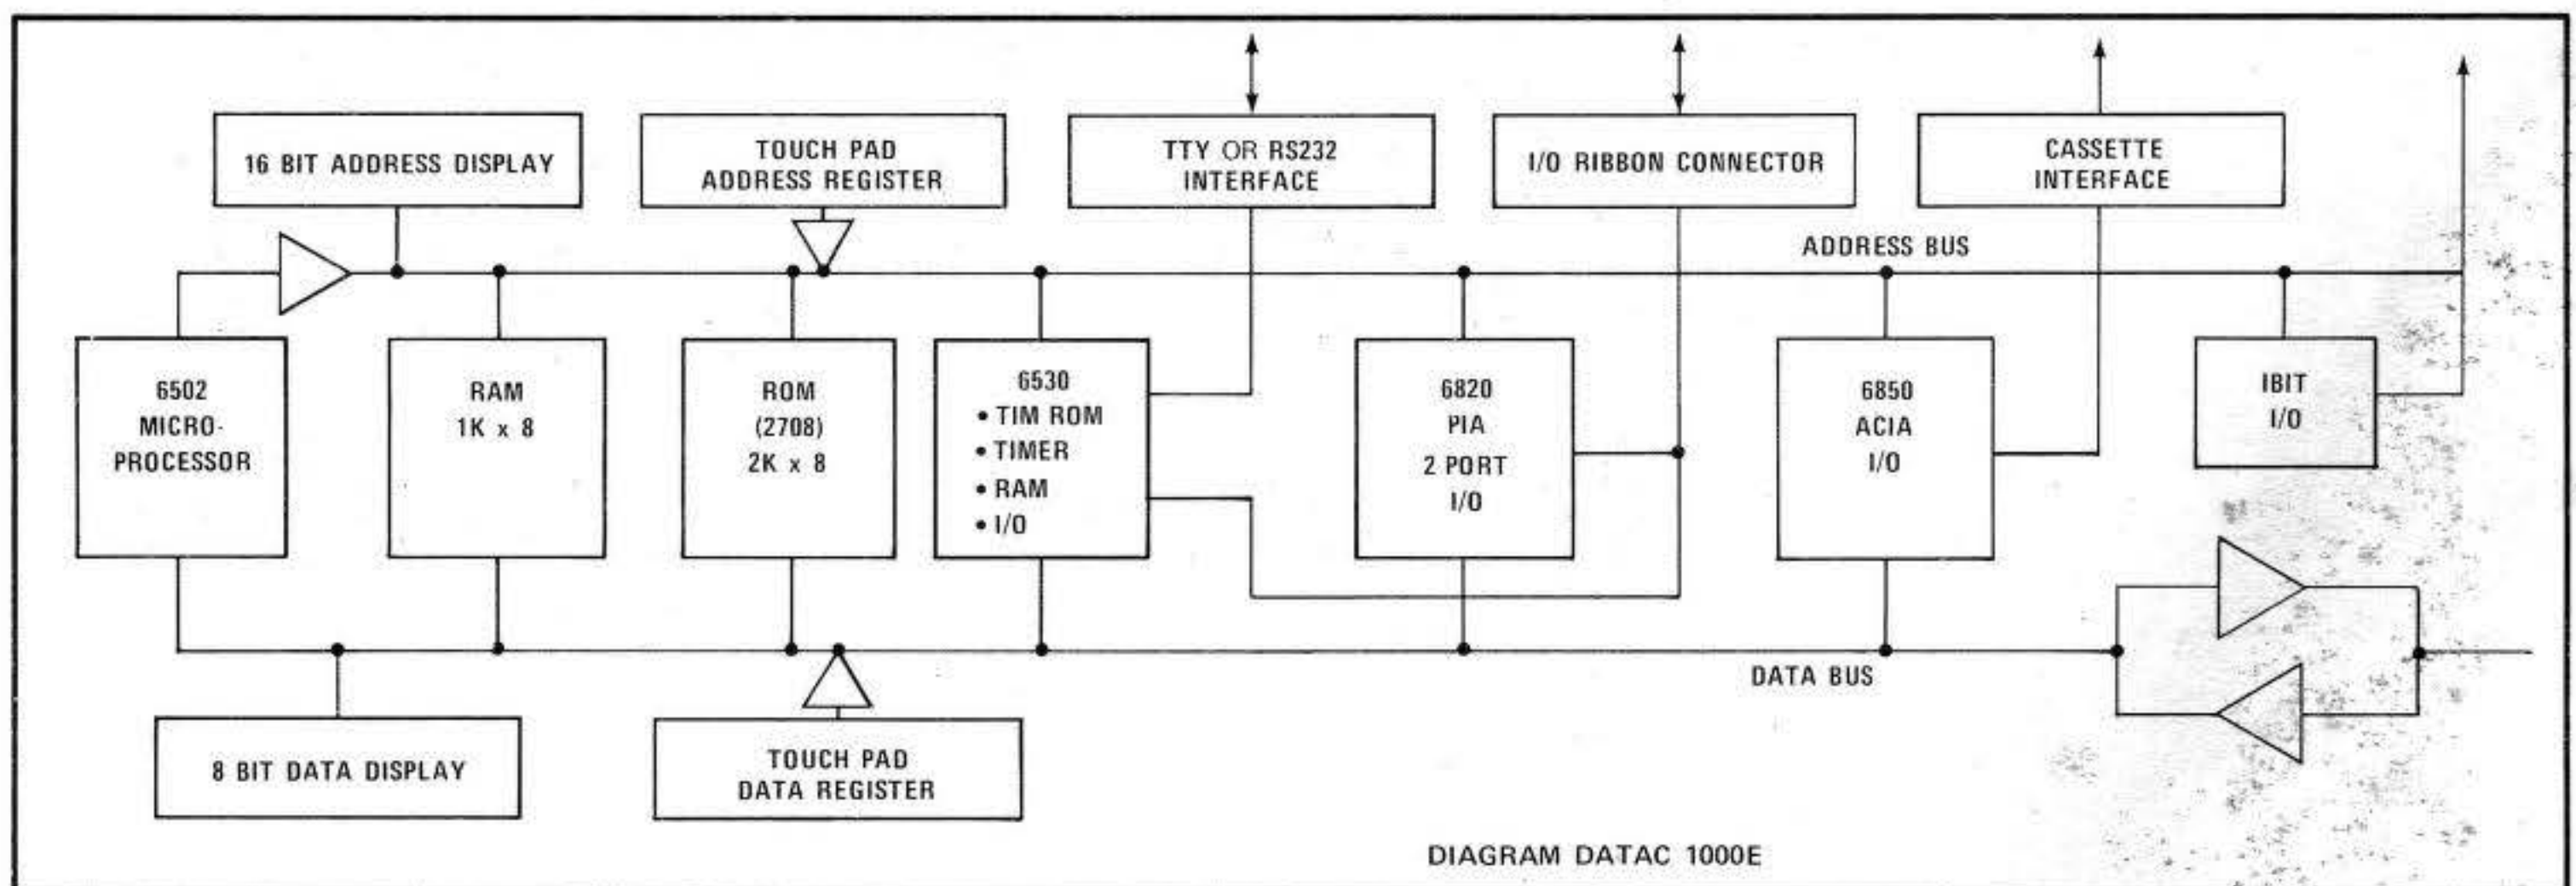 16 BIT ADDRESS DISPLAY
TOUCH PAD
ADDRESS REGISTER
TTY OR RS232
INTERFACE
I/O RIBBON CONNECTOR
CASSETTE
INTERFACE
ADDRESS BUS
6502
MICRO-
PROCESSOR
RAM
1K x 8
ROM
(2708)
2K x 8
6530
• TIM ROM
• TIMER
• RAM
• I/O
6820
PIA
2 PORT
I/O
6850
ACIA
I/O
IBIT
I/O
DATA BUS
8 BIT DATA DISPLAY
TOUCH PAD
DATA REGISTER
DIAGRAM DATAC 1000E